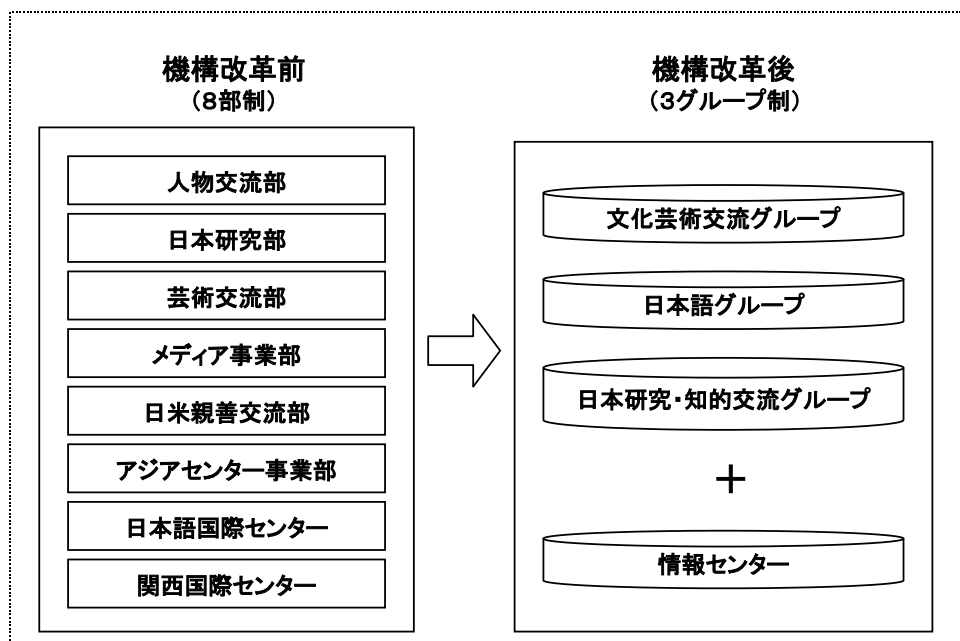 機構改革前
（８部制）
人物交流部
日本研究部
芸術交流部
メディア事業部
日米親善交流部
アジアセンター事業部
日本語国際センター
関西国際センター
機構改革後
（３グループ制）
文化芸術交流グループ
日本語グループ
日本研究・知的交流グループ
＋
情報センター